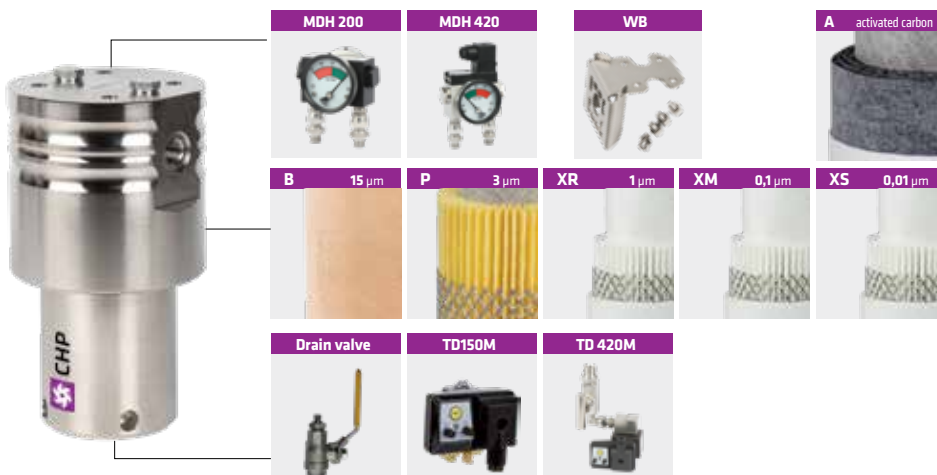 MDH 200
MDH 420
WB
A activated carbon
B 15 µm
P 3 µm
XR 1 µm
XM 0,1 µm
XS 0,01 µm
CHP
Drain valve
TD150M
TD 420M